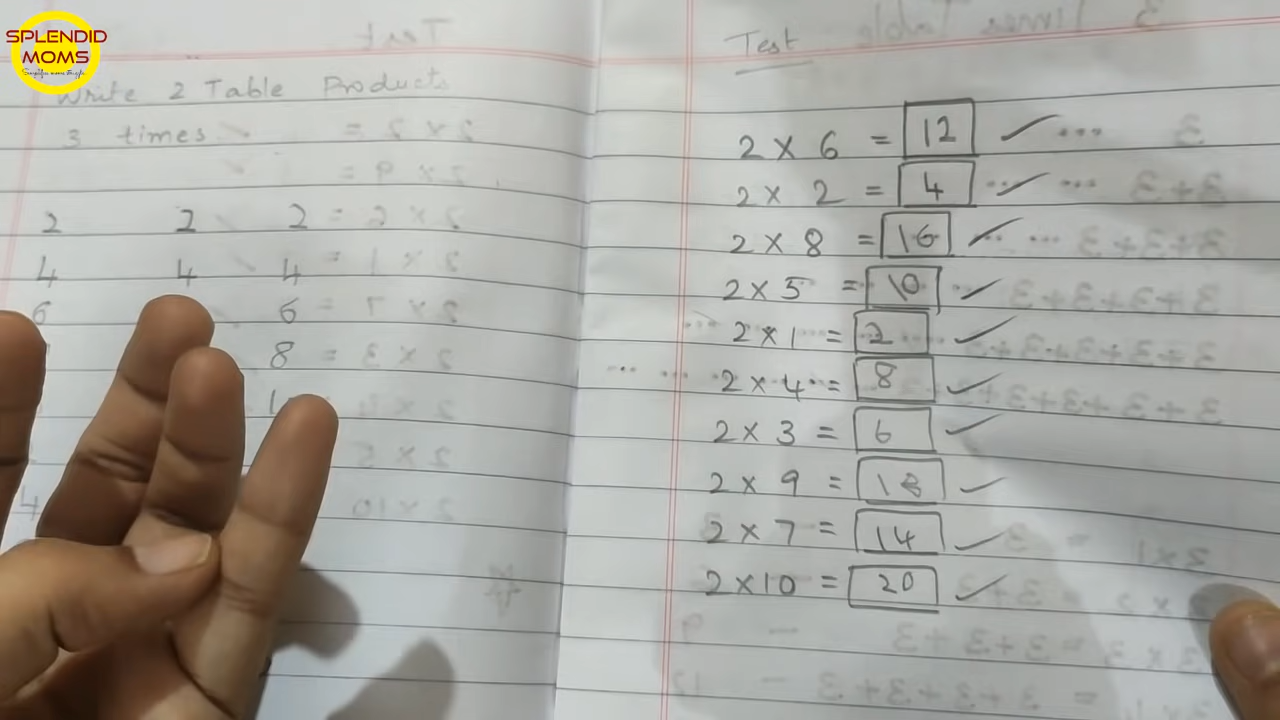 SPLENDID
MOMS
Test
Write 2 Table Products
3 times.
2 2 2
4 4 4
6 6
8
2 × 6 = 12 ✓
2 × 2 = 4 ✓
2 × 8 = 16 ✓
2 × 5 = 10 ✓
2 × 1 = 2 ✓
2 × 4 = 8 ✓
2 × 3 = 6 ✓
2 × 9 = 18 ✓
2 × 7 = 14 ✓
2 × 10 = 20 ✓